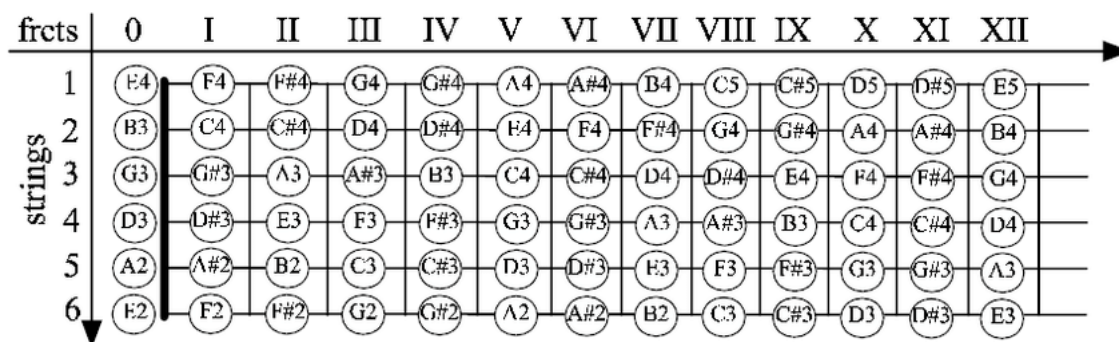 frets 0 I II III IV V VI VII VIII IX X XI XII
strings
1 E4 F4 F#4 G4 G#4 A4 A#4 B4 C5 C#5 D5 D#5 E5
2 B3 C4 C#4 D4 D#4 E4 F4 F#4 G4 G#4 A4 A#4 B4
3 G3 G#3 A3 A#3 B3 C4 C#4 D4 D#4 E4 F4 F#4 G4
4 D3 D#3 E3 F3 F#3 G3 G#3 A3 A#3 B3 C4 C#4 D4
5 A2 A#2 B2 C3 C#3 D3 D#3 E3 F3 F#3 G3 G#3 A3
6 E2 F2 F#2 G2 G#2 A2 A#2 B2 C3 C#3 D3 D#3 E3